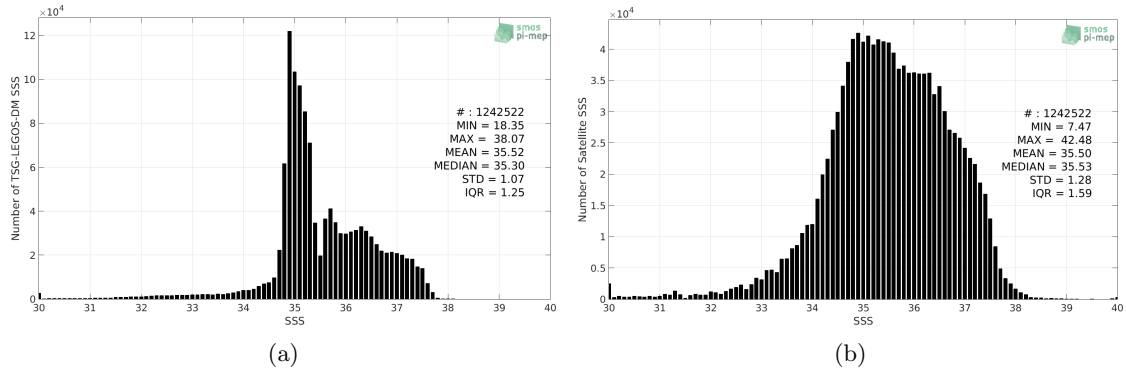 ×10⁴
12
10
8
6
4
2
0
30 31 32 33 34 35 36 37 38 39 40
SSS
Number of TSG-LEGOS-DM SSS
smos
pi-mep
# : 1242522
MIN = 18.35
MAX = 38.07
MEAN = 35.52
MEDIAN = 35.30
STD = 1.07
IQR = 1.25
(a)
×10⁴
4
3.5
3
2.5
2
1.5
1
0.5
0
30 31 32 33 34 35 36 37 38 39 40
SSS
Number of Satellite SSS
smos
pi-mep
# : 1242522
MIN = 7.47
MAX = 42.48
MEAN = 35.50
MEDIAN = 35.53
STD = 1.28
IQR = 1.59
(b)